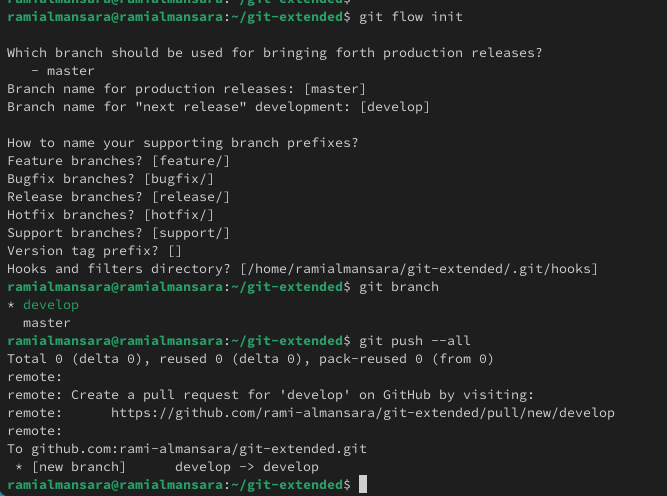 ramialmansara@ramialmansara:~/git-extended$
ramialmansara@ramialmansara:~/git-extended$ git flow init

Which branch should be used for bringing forth production releases?
   - master
Branch name for production releases: [master]
Branch name for "next release" development: [develop]

How to name your supporting branch prefixes?
Feature branches? [feature/]
Bugfix branches? [bugfix/]
Release branches? [release/]
Hotfix branches? [hotfix/]
Support branches? [support/]
Version tag prefix? []
Hooks and filters directory? [/home/ramialmansara/git-extended/.git/hooks]
ramialmansara@ramialmansara:~/git-extended$ git branch
* develop
  master
ramialmansara@ramialmansara:~/git-extended$ git push --all
Total 0 (delta 0), reused 0 (delta 0), pack-reused 0 (from 0)
remote:
remote: Create a pull request for 'develop' on GitHub by visiting:
remote:      https://github.com/rami-almansara/git-extended/pull/new/develop
remote:
To github.com:rami-almansara/git-extended.git
 * [new branch]      develop -> develop
ramialmansara@ramialmansara:~/git-extended$